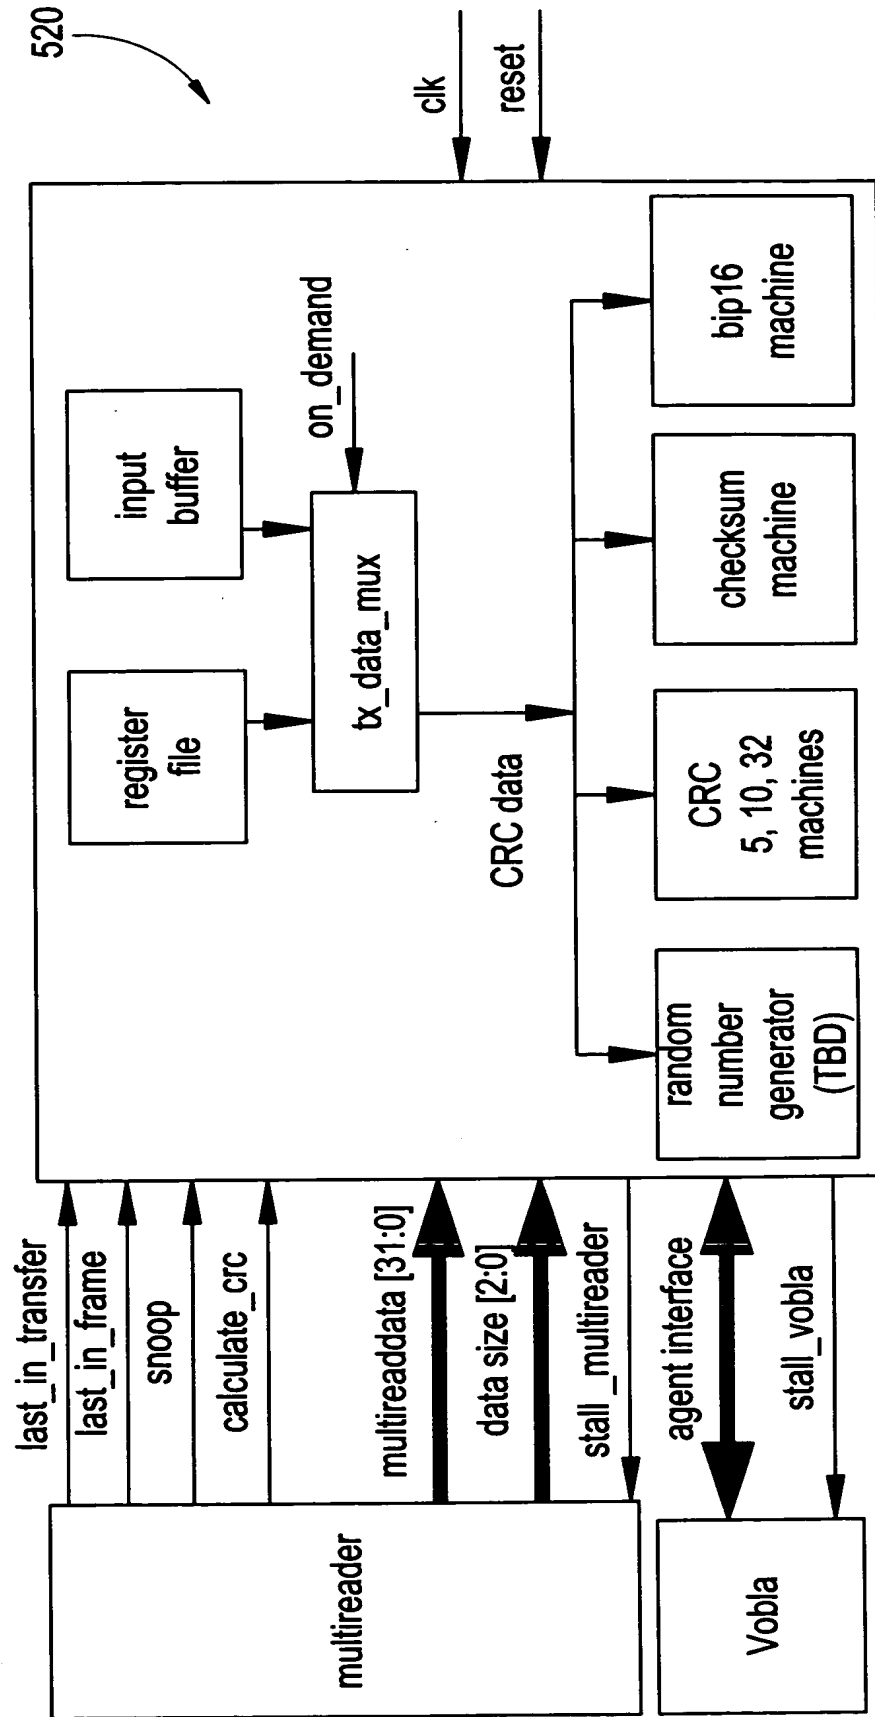 520
clk
reset
input
buffer
register
file
on_demand
tx_data_mux
CRC data
bip16
machine
checksum
machine
CRC
5, 10, 32
machines
random
number
generator
(TBD)
last_in_transfer
last_in_frame
snoop
calculate_crc
multireaddata [31:0]
data size [2:0]
stall_multireader
agent interface
stall_vobla
multireader
Vobla